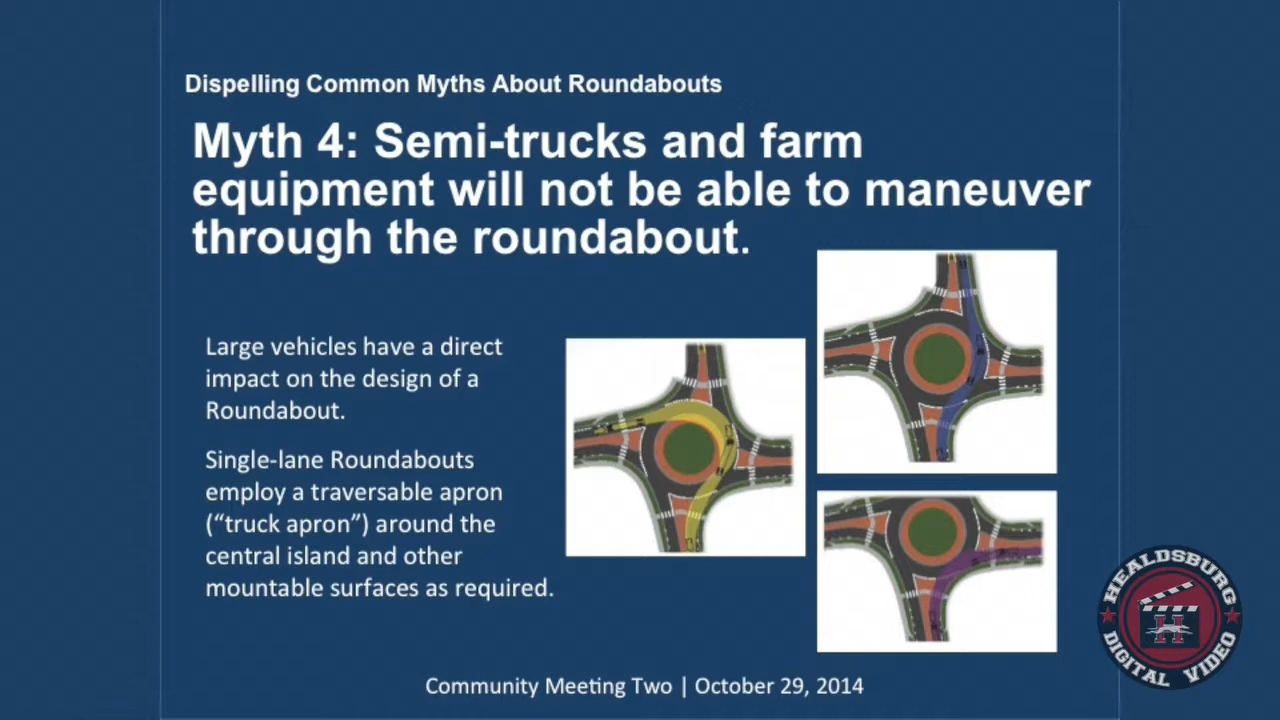 Dispelling Common Myths About Roundabouts
Myth 4: Semi-trucks and farm
equipment will not be able to maneuver
through the roundabout.
Large vehicles have a direct
impact on the design of a
Roundabout.
Single-lane Roundabouts
employ a traversable apron
(“truck apron”) around the
central island and other
mountable surfaces as required.
HEALDSBURG
H
DIGITAL VIDEO
Community Meeting Two | October 29, 2014